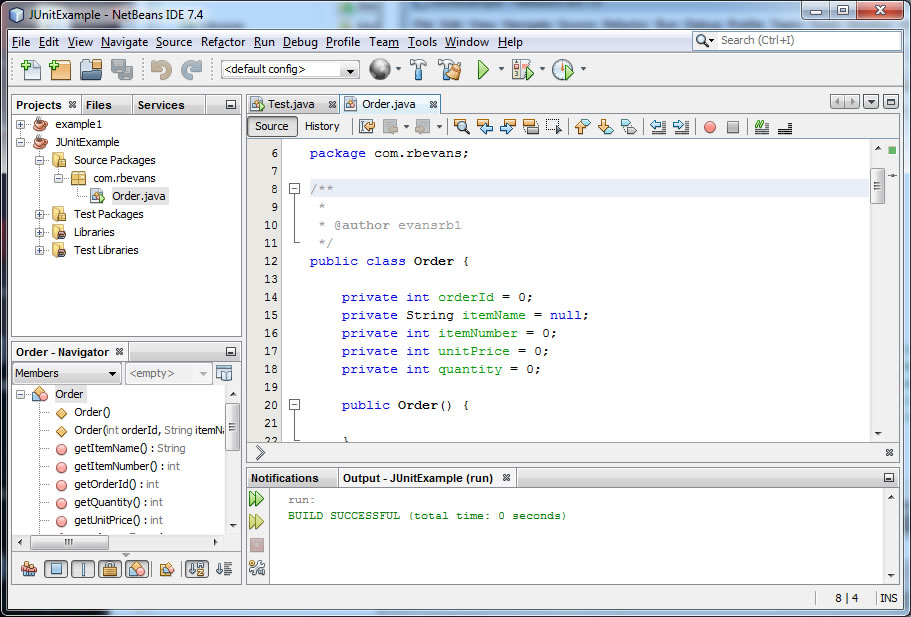 JUnitExample - NetBeans IDE 7.4
File Edit View Navigate Source Refactor Run Debug Profile Team Tools Window Help
Search (Ctrl+I)
<default config>
Projects Files Services
example1
JUnitExample
Source Packages
com.rbevans
Order.java
Test Packages
Libraries
Test Libraries
Order - Navigator
Members <empty>
Order
Order()
Order(int orderId, String itemNa
getItemName() : String
getItemNumber() : int
getOrderId() : int
getQuantity() : int
getUnitPrice() : int
Test.java Order.java
Source History
6 package com.rbevans;
7
8 /**
9 *
10 * @author evansrb1
11 */
12 public class Order {
13
14 private int orderId = 0;
15 private String itemName = null;
16 private int itemNumber = 0;
17 private int unitPrice = 0;
18 private int quantity = 0;
19
20 public Order() {
21
22 }
Notifications Output - JUnitExample (run)
run:
BUILD SUCCESSFUL (total time: 0 seconds)
8 | 4 INS